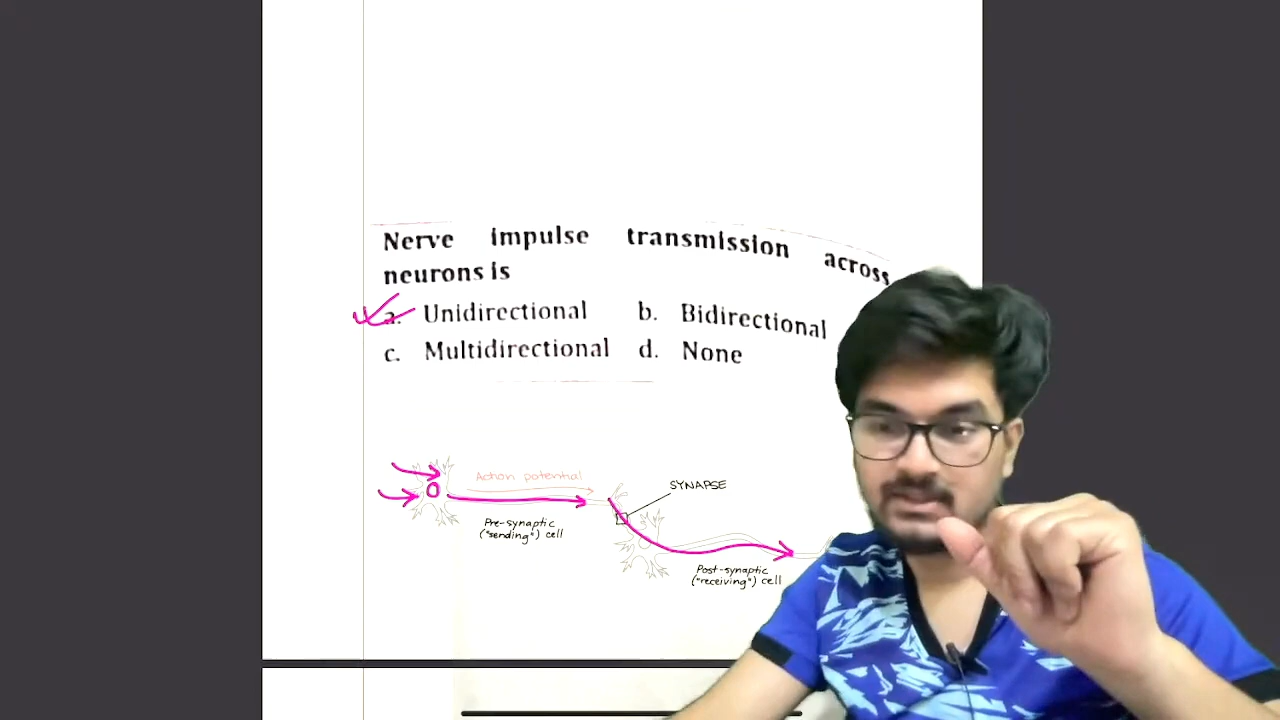 Nerve impulse transmission across
neurons is
a. Unidirectional b. Bidirectional
c. Multidirectional d. None
Action potential
SYNAPSE
Pre-synaptic
("sending") cell
Post-synaptic
("receiving") cell